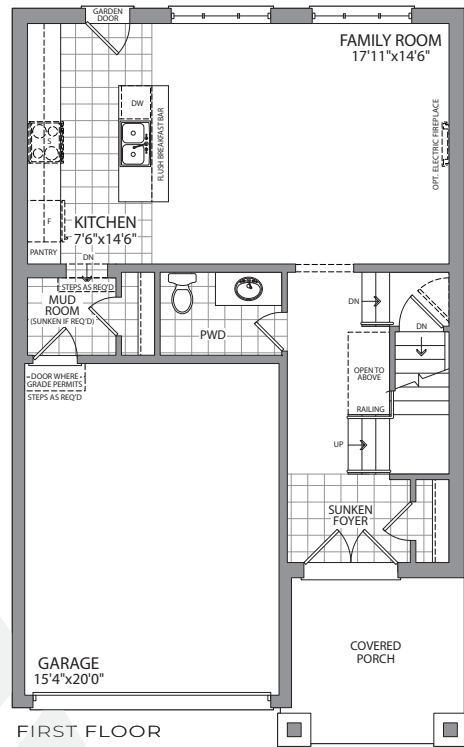 GARDEN
DOOR
FAMILY ROOM
17'11"x14'6"
DW
FLUSH BREAKFAST BAR
S
OPT. ELECTRIC FIREPLACE
F
KITCHEN
7'6"x14'6"
PANTRY
DN
STEPS AS REQ'D
MUD
ROOM
(SUNKEN IF REQ'D)
PWD
DN
DN
OPEN TO
ABOVE
RAILING
DOOR WHERE
GRADE PERMITS
STEPS AS REQ'D
UP
SUNKEN
FOYER
COVERED
PORCH
GARAGE
15'4"x20'0"
FIRST FLOOR